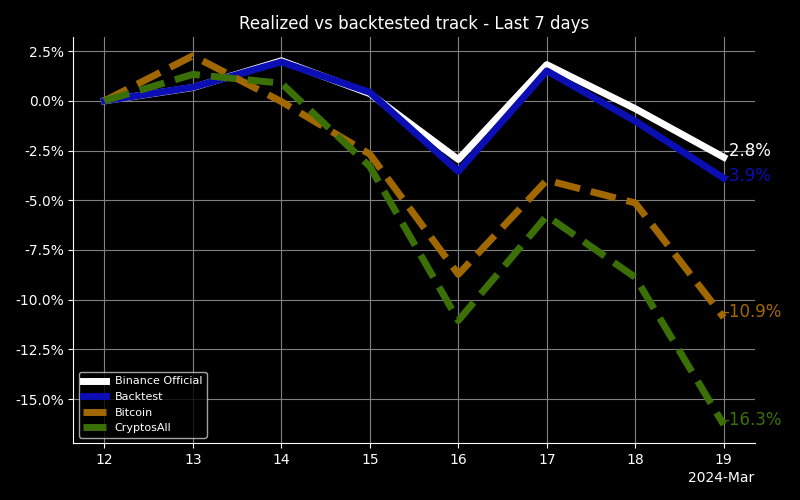 Realized vs backtested track - Last 7 days
2.5%
0.0%
-2.5%
-5.0%
-7.5%
-10.0%
-12.5%
-15.0%
-2.8%
-3.9%
-10.9%
-16.3%
Binance Official
Backtest
Bitcoin
CryptosAll
12 13 14 15 16 17 18 19
2024-Mar